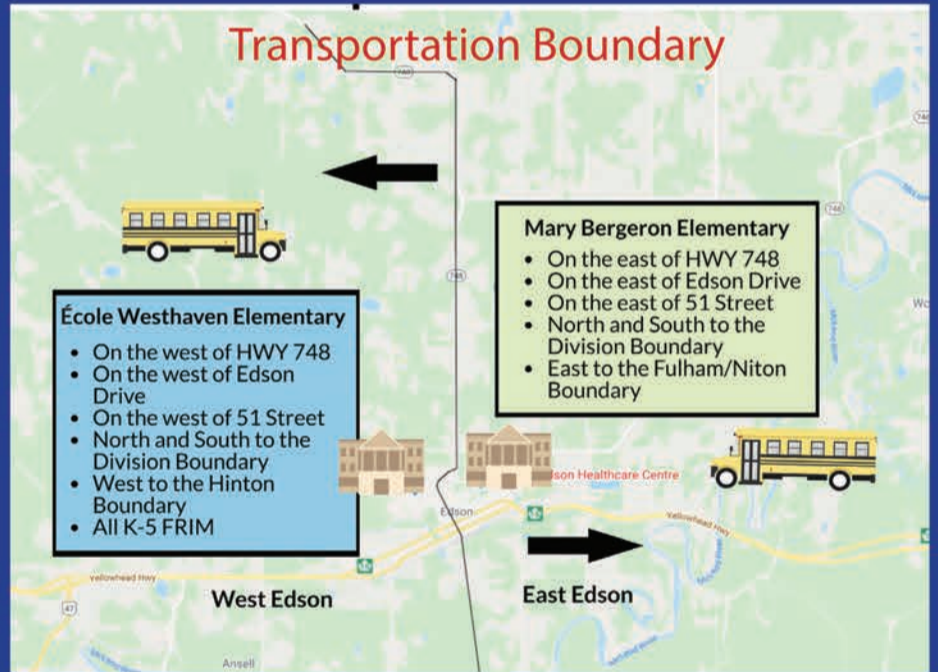 Transportation Boundary
748
École Westhaven Elementary
• On the west of HWY 748
• On the west of Edson
Drive
• On the west of 51 Street
• North and South to the
Division Boundary
• West to the Hinton
Boundary
• All K-5 FRIM
Mary Bergeron Elementary
• On the east of HWY 748
• On the east of Edson Drive
• On the east of 51 Street
• North and South to the
Division Boundary
• East to the Fulham/Niton
Boundary
748
son Healthcare Centre
Edson
Yellowhead Hwy
Yellowhead Hwy
47
West Edson
East Edson
Ansell